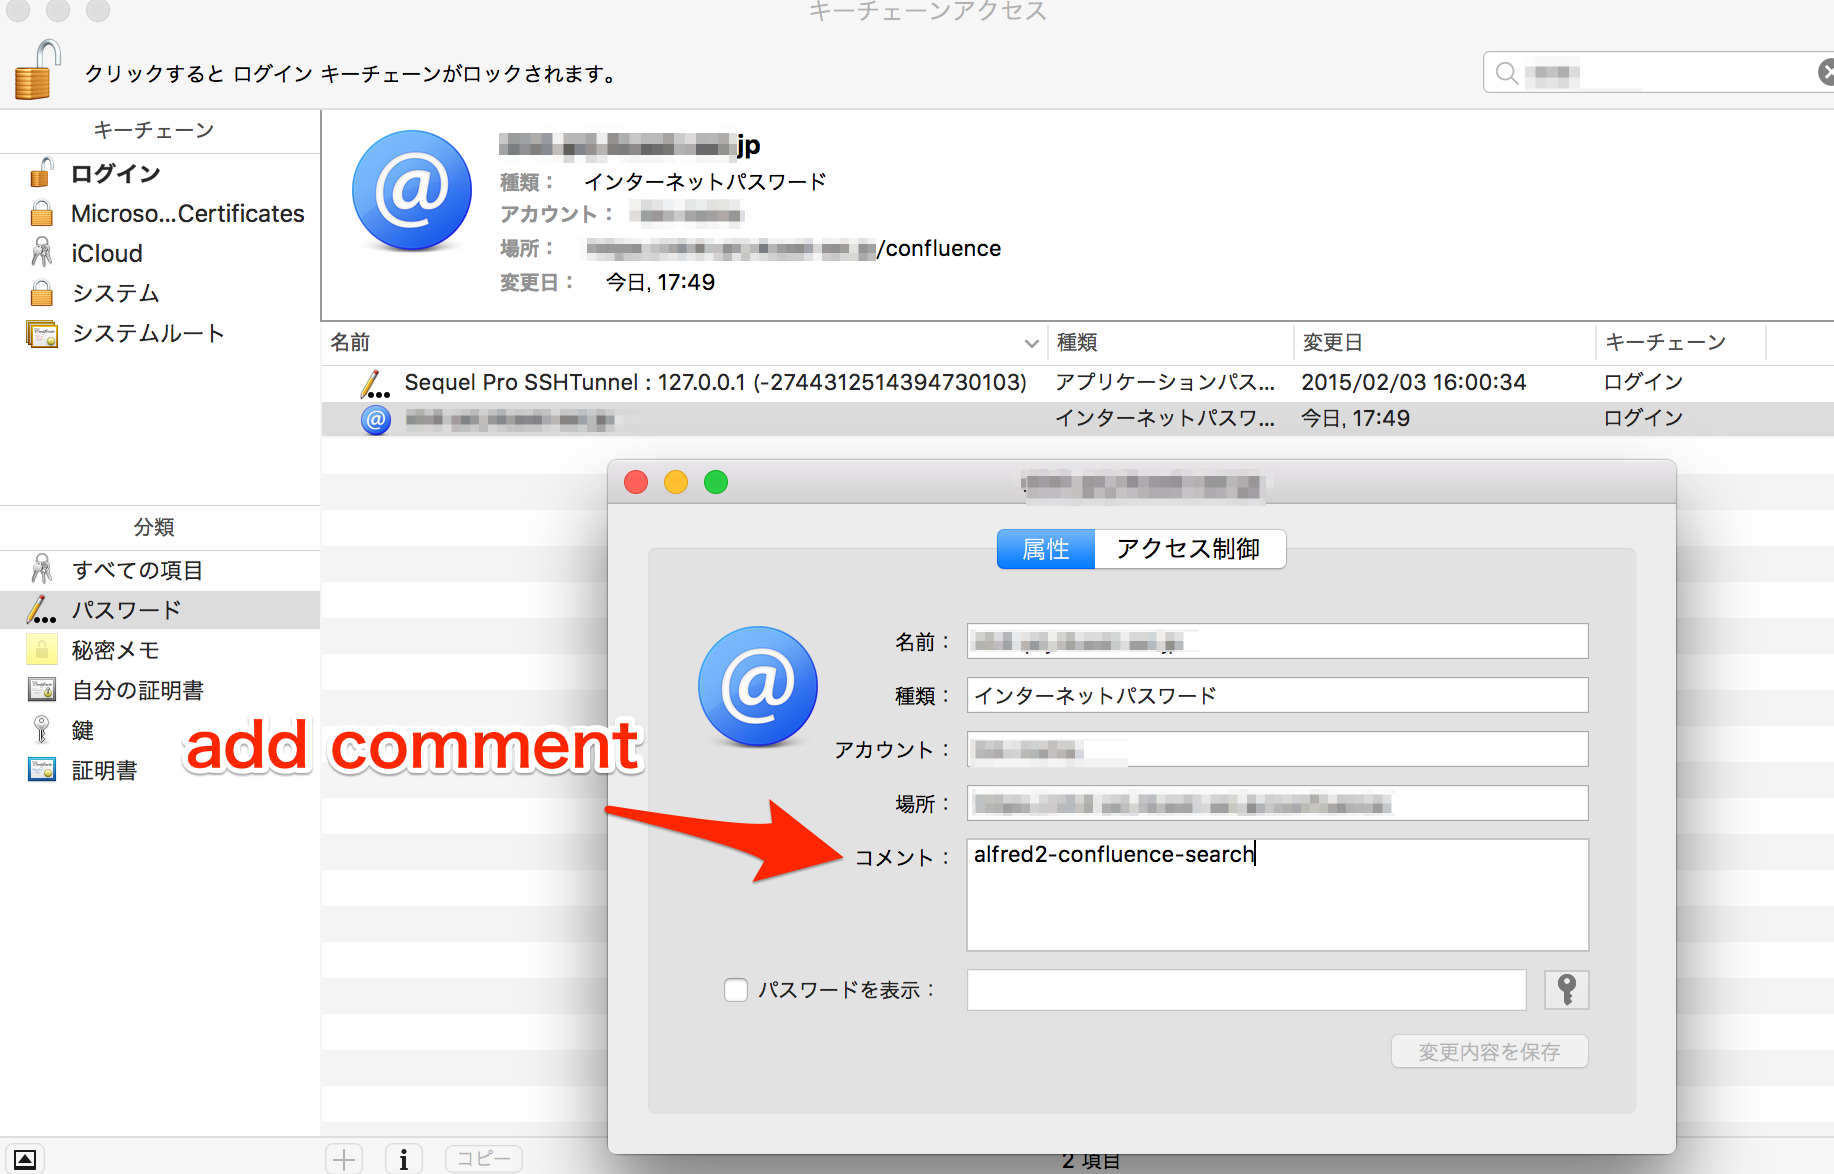 キーチェーンアクセス
クリックすると ログイン キーチェーンがロックされます。
キーチェーン
ログイン
Microso...Certificates
iCloud
システム
システムルート
jp
種類： インターネットパスワード
アカウント：
場所： /confluence
変更日： 今日, 17:49
名前 種類 変更日 キーチェーン
Sequel Pro SSHTunnel : 127.0.0.1 (-2744312514394730103) アプリケーションパス... 2015/02/03 16:00:34 ログイン
インターネットパスワ... 今日, 17:49 ログイン
分類
すべての項目
パスワード
秘密メモ
自分の証明書
鍵
証明書
add comment
属性 アクセス制御
名前：
種類： インターネットパスワード
アカウント：
場所：
コメント： alfred2-confluence-search
パスワードを表示：
変更内容を保存
コピー
2 項目